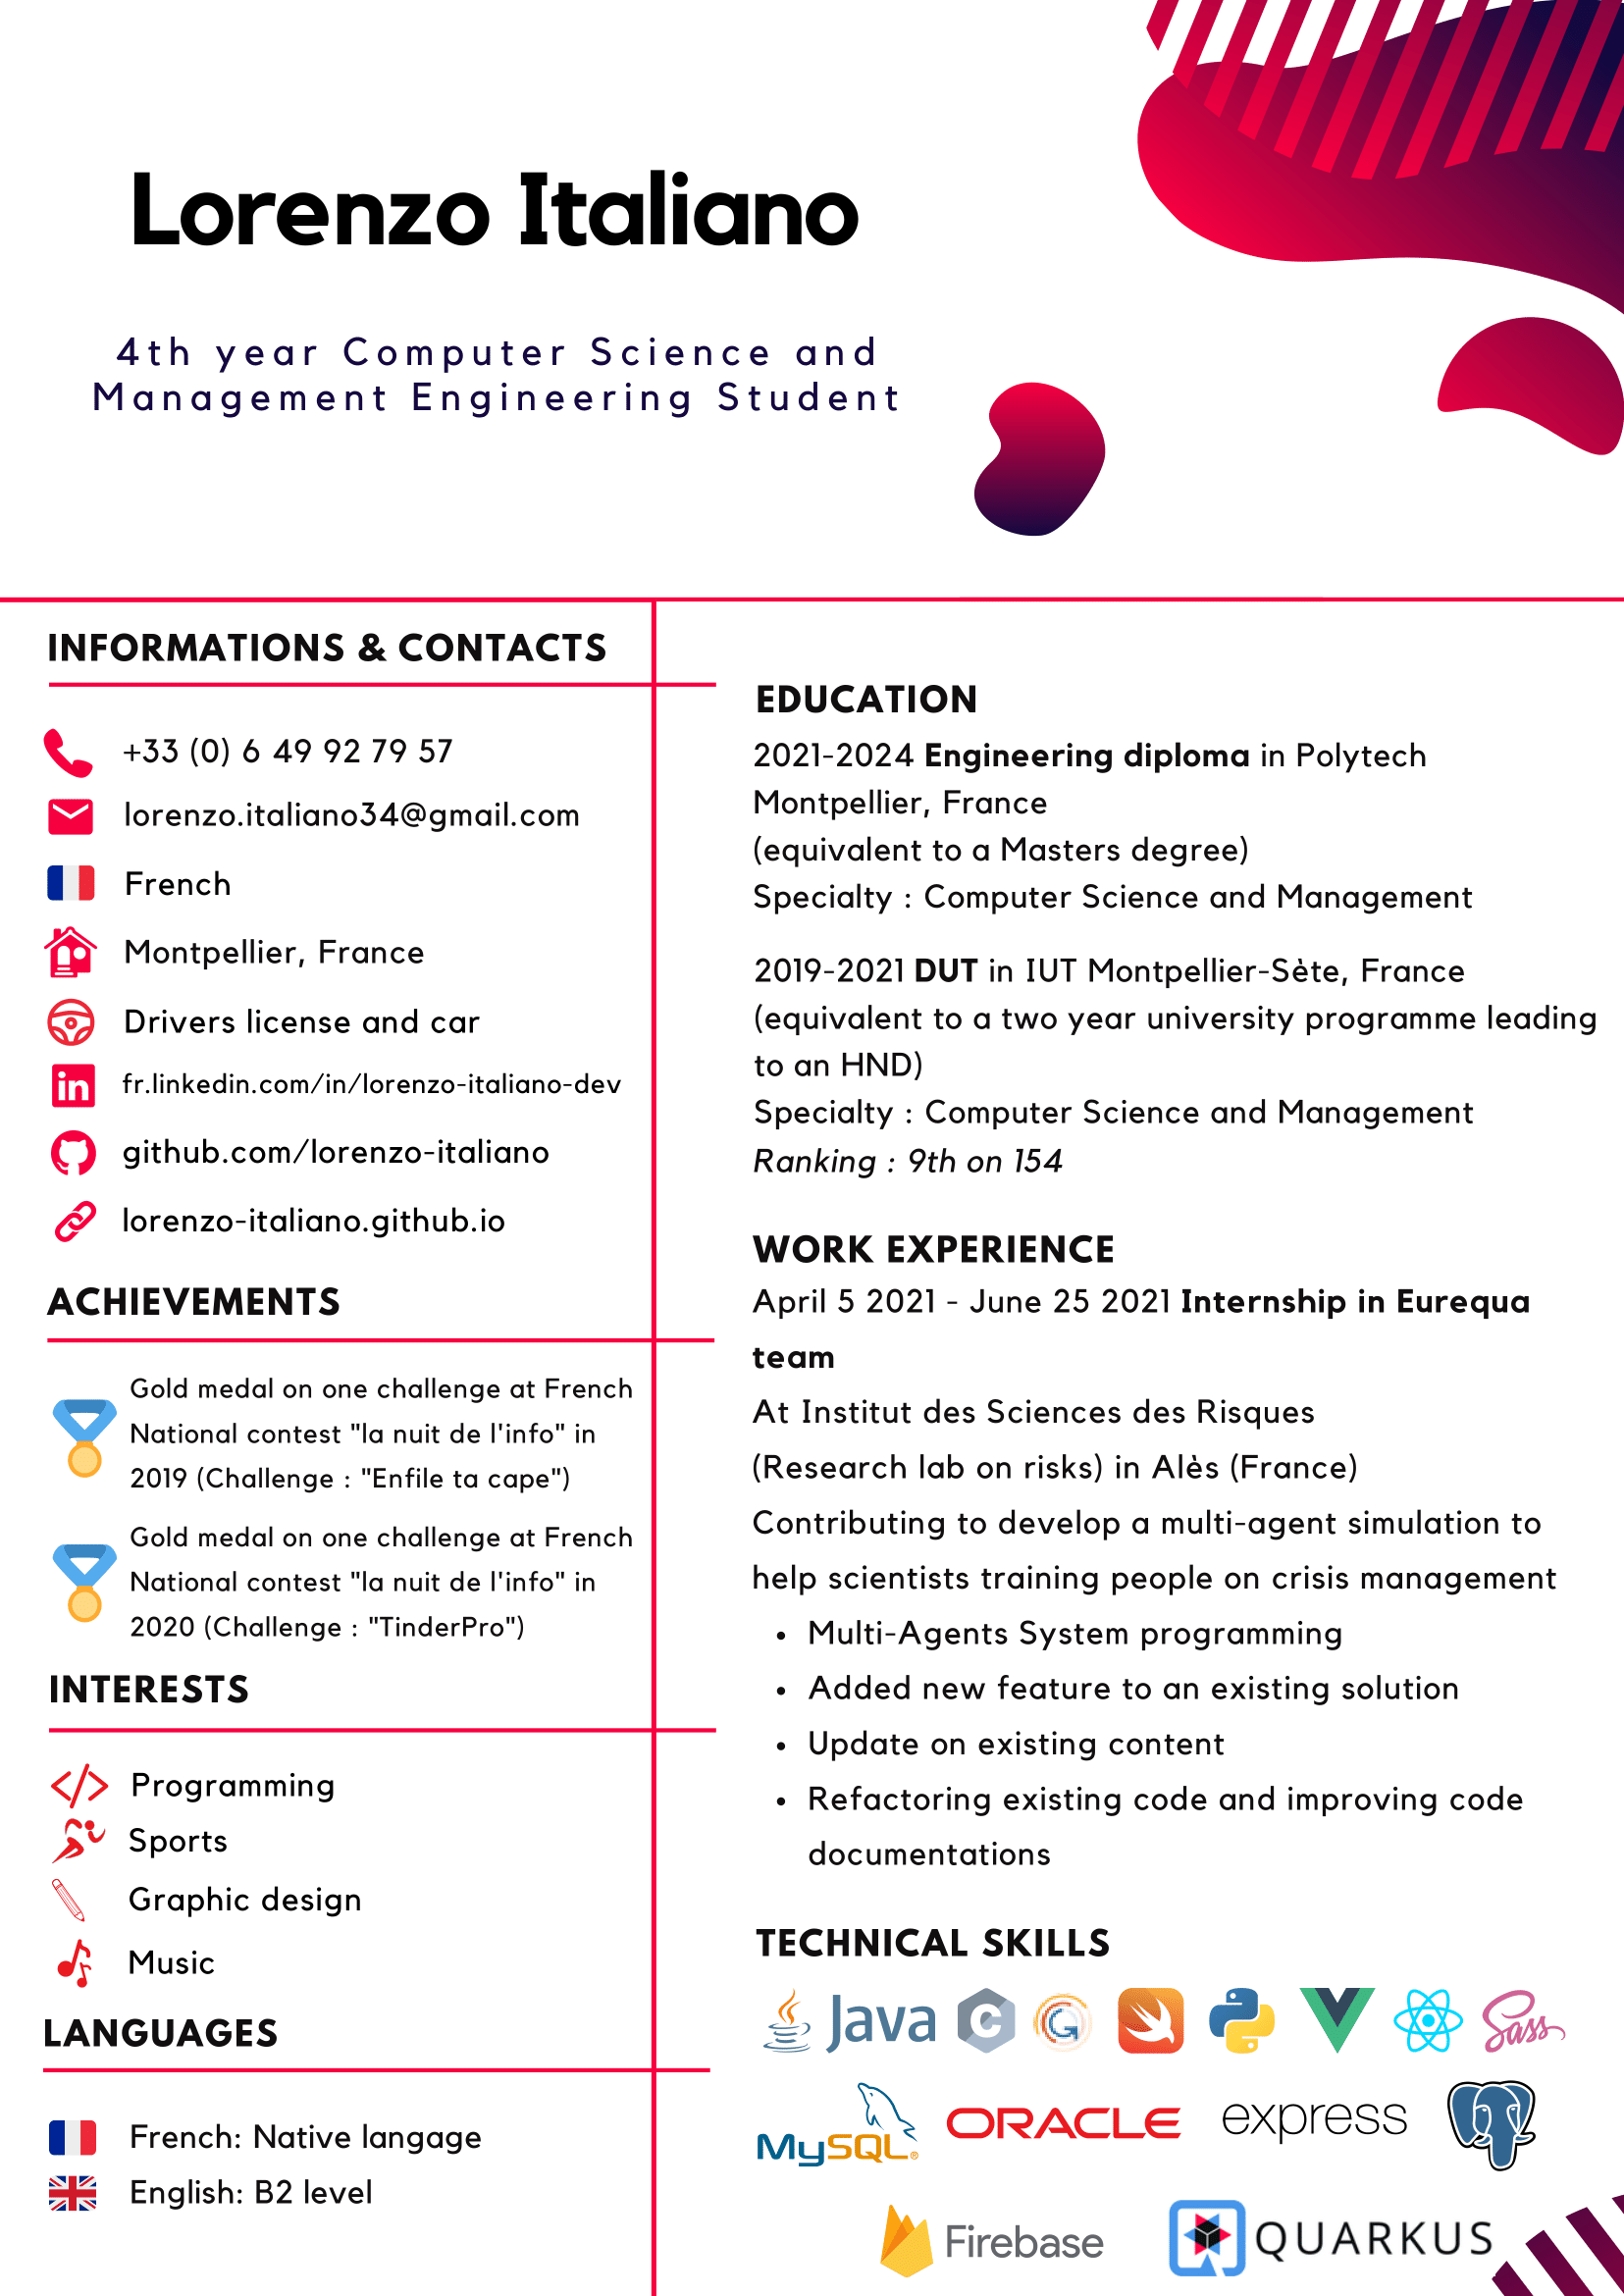 Lorenzo Italiano
4th year Computer Science and
Management Engineering Student
INFORMATIONS & CONTACTS
+33 (0) 6 49 92 79 57
lorenzo.italiano34@gmail.com
French
Montpellier, France
Drivers license and car
in
fr.linkedin.com/in/lorenzo-italiano-dev
github.com/lorenzo-italiano
lorenzo-italiano.github.io
ACHIEVEMENTS
Gold medal on one challenge at French
National contest "la nuit de l'info" in
2019 (Challenge : "Enfile ta cape")
Gold medal on one challenge at French
National contest "la nuit de l'info" in
2020 (Challenge : "TinderPro")
INTERESTS
</>
Programming
Sports
Graphic design
Music
LANGUAGES
French: Native langage
English: B2 level
EDUCATION
2021-2024 Engineering diploma in Polytech
Montpellier, France
(equivalent to a Masters degree)
Specialty : Computer Science and Management
2019-2021 DUT in IUT Montpellier-Sète, France
(equivalent to a two year university programme leading
to an HND)
Specialty : Computer Science and Management
Ranking : 9th on 154
WORK EXPERIENCE
April 5 2021 - June 25 2021 Internship in Eurequa
team
At Institut des Sciences des Risques
(Research lab on risks) in Alès (France)
Contributing to develop a multi-agent simulation to
help scientists training people on crisis management
• Multi-Agents System programming
• Added new feature to an existing solution
• Update on existing content
• Refactoring existing code and improving code
documentations
TECHNICAL SKILLS
Java C G Sass
MySQL® ORACLE express
Firebase QUARKUS